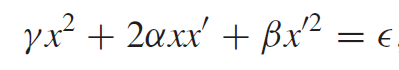 γx² + 2αxx′ + βx′² = ϵ.